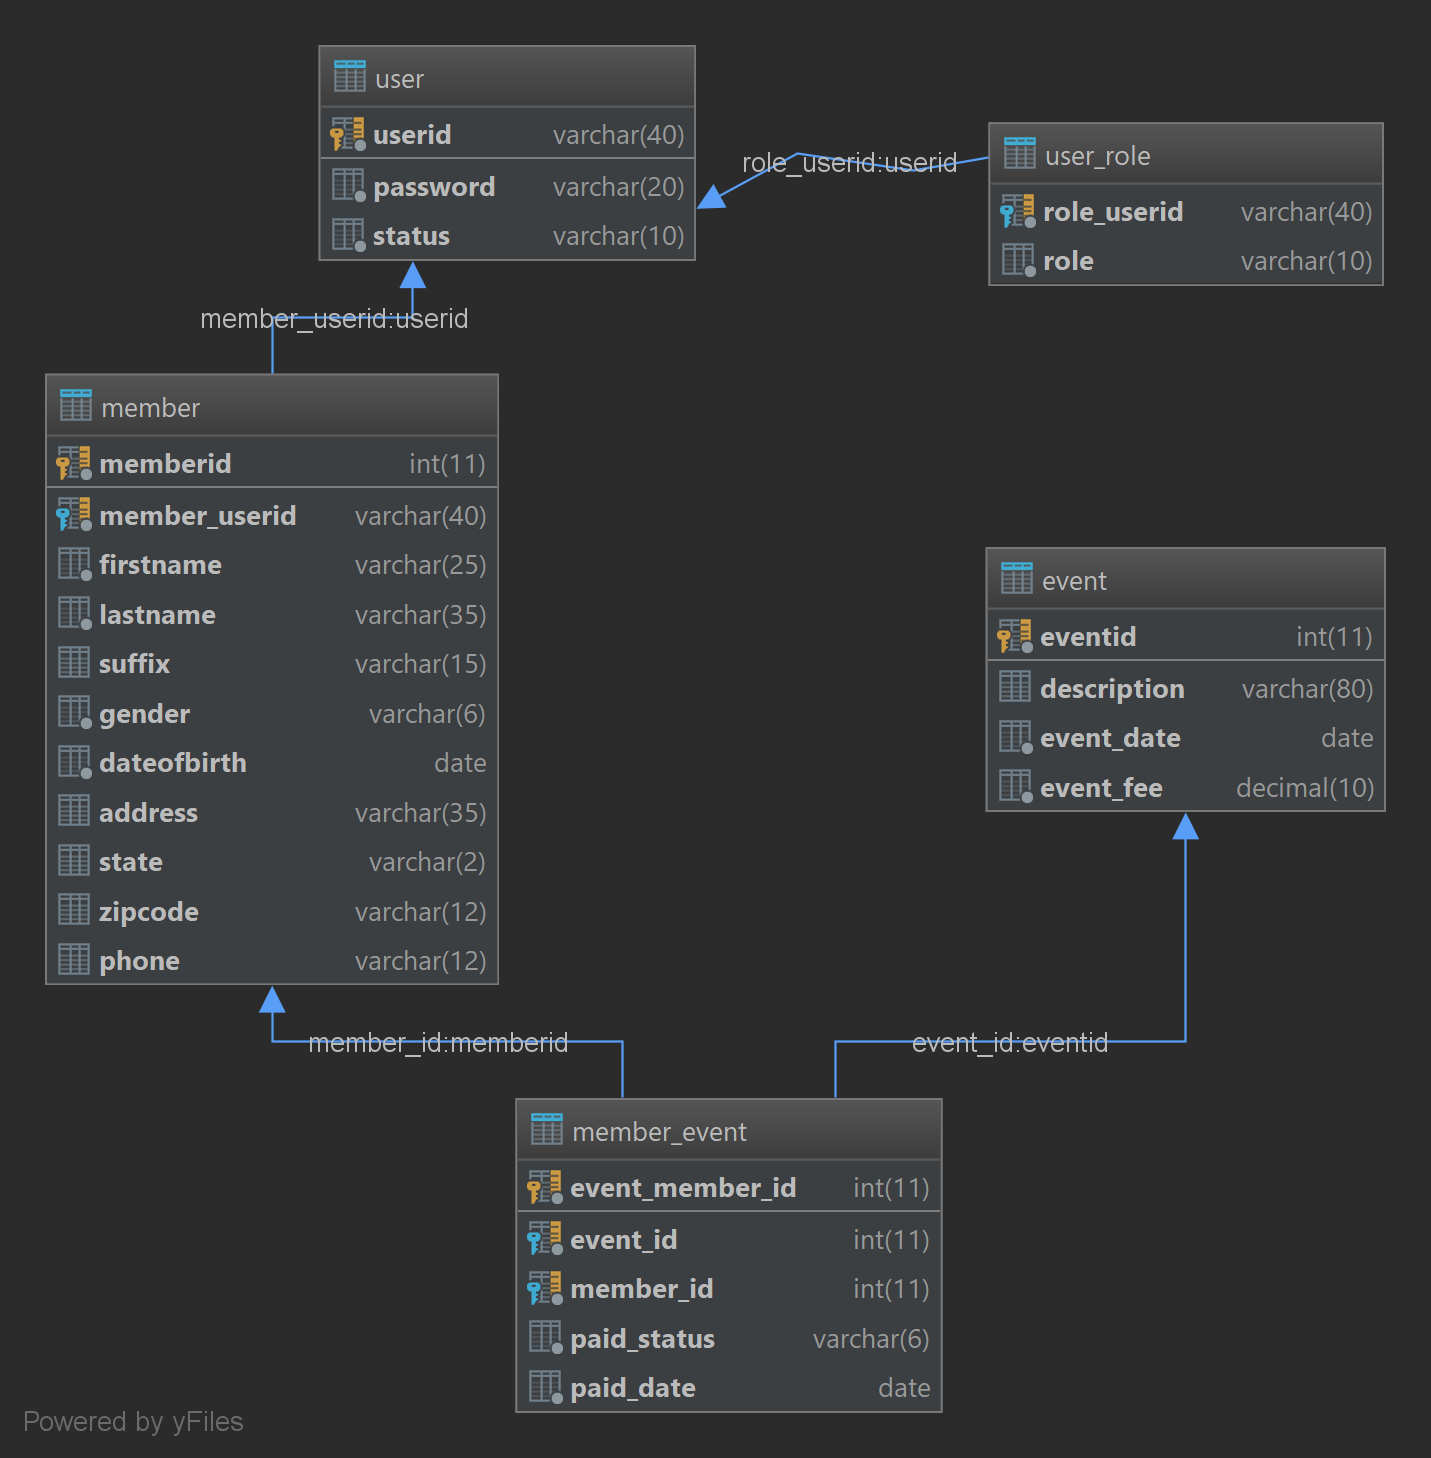 user
userid varchar(40)
password varchar(20)
status varchar(10)
role_userid:userid
user_role
role_userid varchar(40)
role varchar(10)
member_userid:userid
member
memberid int(11)
member_userid varchar(40)
firstname varchar(25)
lastname varchar(35)
suffix varchar(15)
gender varchar(6)
dateofbirth date
address varchar(35)
state varchar(2)
zipcode varchar(12)
phone varchar(12)
event
eventid int(11)
description varchar(80)
event_date date
event_fee decimal(10)
member_id:memberid
event_id:eventid
member_event
event_member_id int(11)
event_id int(11)
member_id int(11)
paid_status varchar(6)
paid_date date
Powered by yFiles